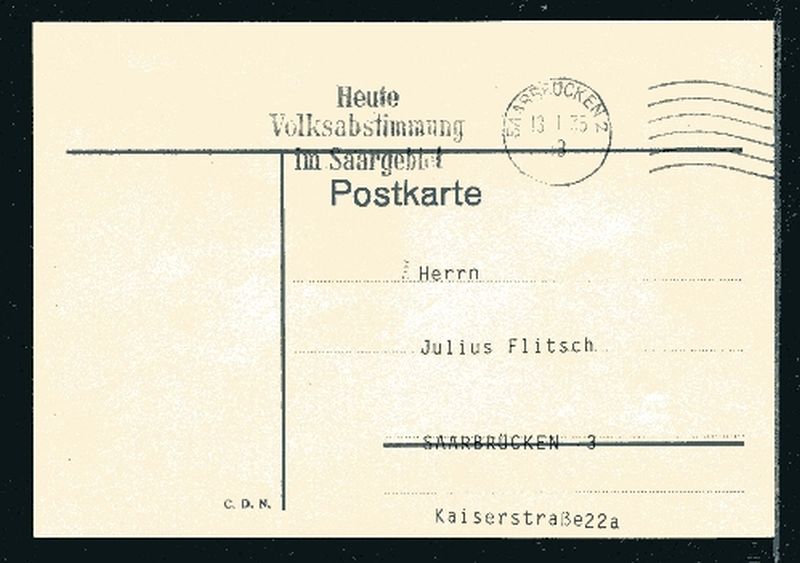 Heute
Volksabstimmung
im Saargebiet
SAARBRÜCKEN 2
13 1 35
Postkarte
Herrn
Julius Flitsch
SAARBRÜCKEN 3
C. D. N.
Kaiserstraße22a